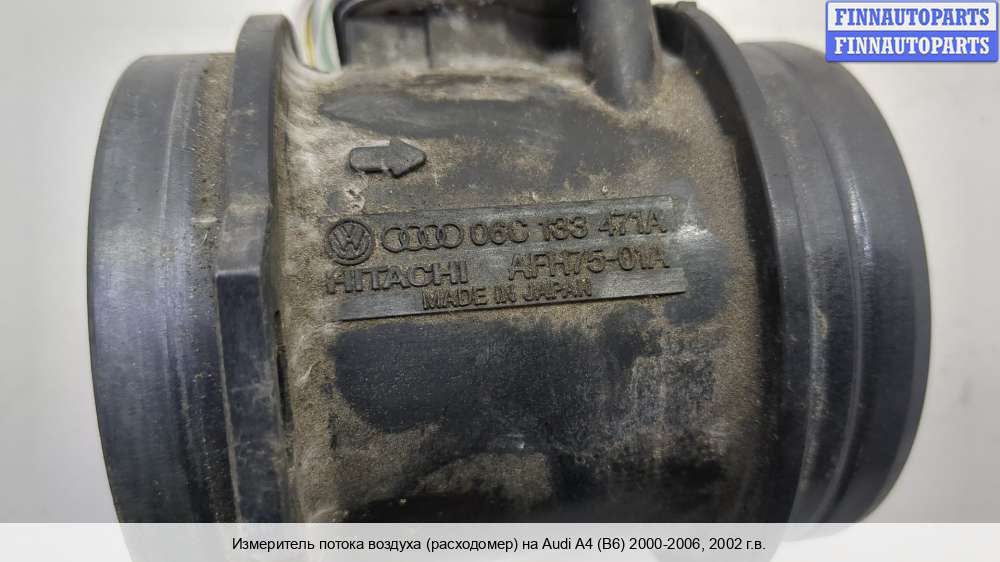 FINNAUTOPARTS
FINNAUTOPARTS
06C 133 471A
HITACHI AFH75-01A
MADE IN JAPAN
Измеритель потока воздуха (расходомер) на Audi A4 (B6) 2000-2006, 2002 г.в.